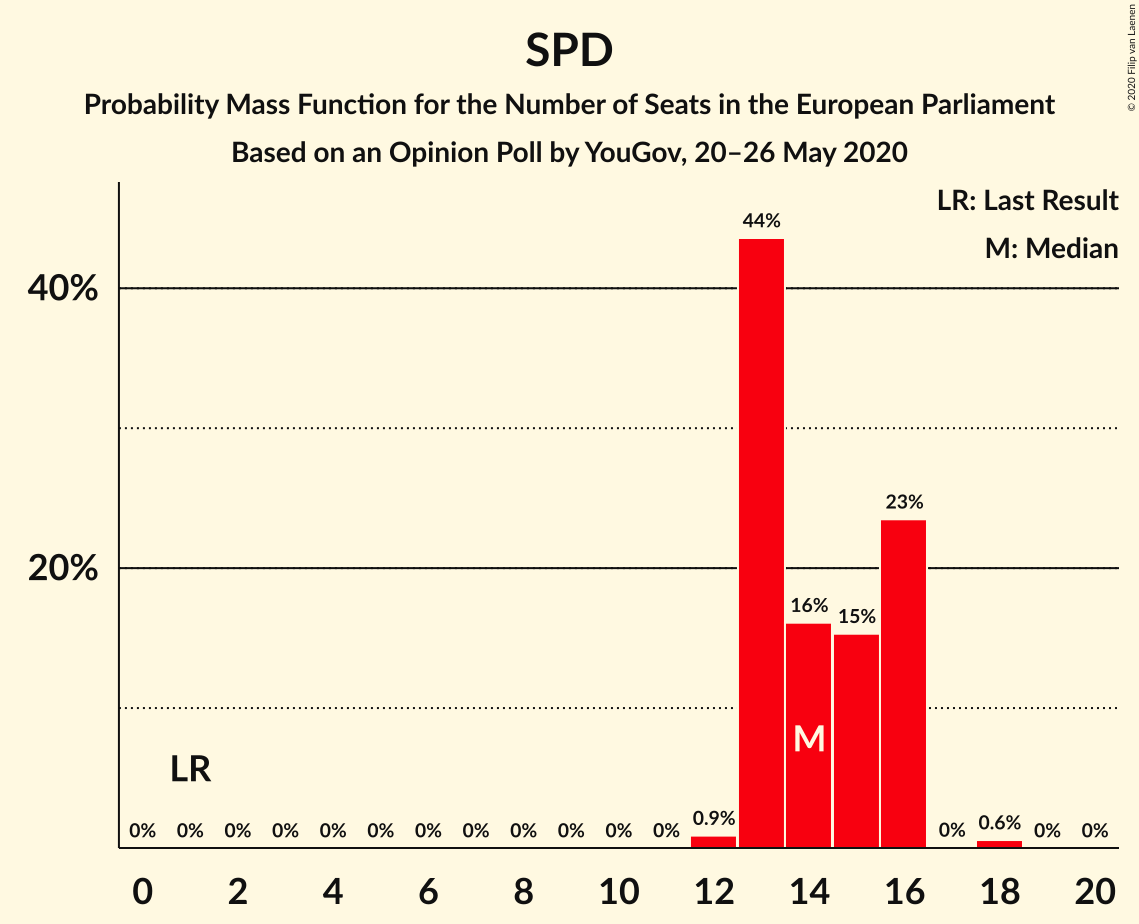 SPD
Probability Mass Function for the Number of Seats in the European Parliament
Based on an Opinion Poll by YouGov, 20–26 May 2020
© 2020 Filip van Laenen
LR: Last Result
M: Median
44%
40%
23%
20%
16%
15%
M
LR
0% 0% 0% 0% 0% 0% 0% 0% 0% 0% 0% 0% 0.9% 0% 0.6% 0% 0%
0 2 4 6 8 10 12 14 16 18 20